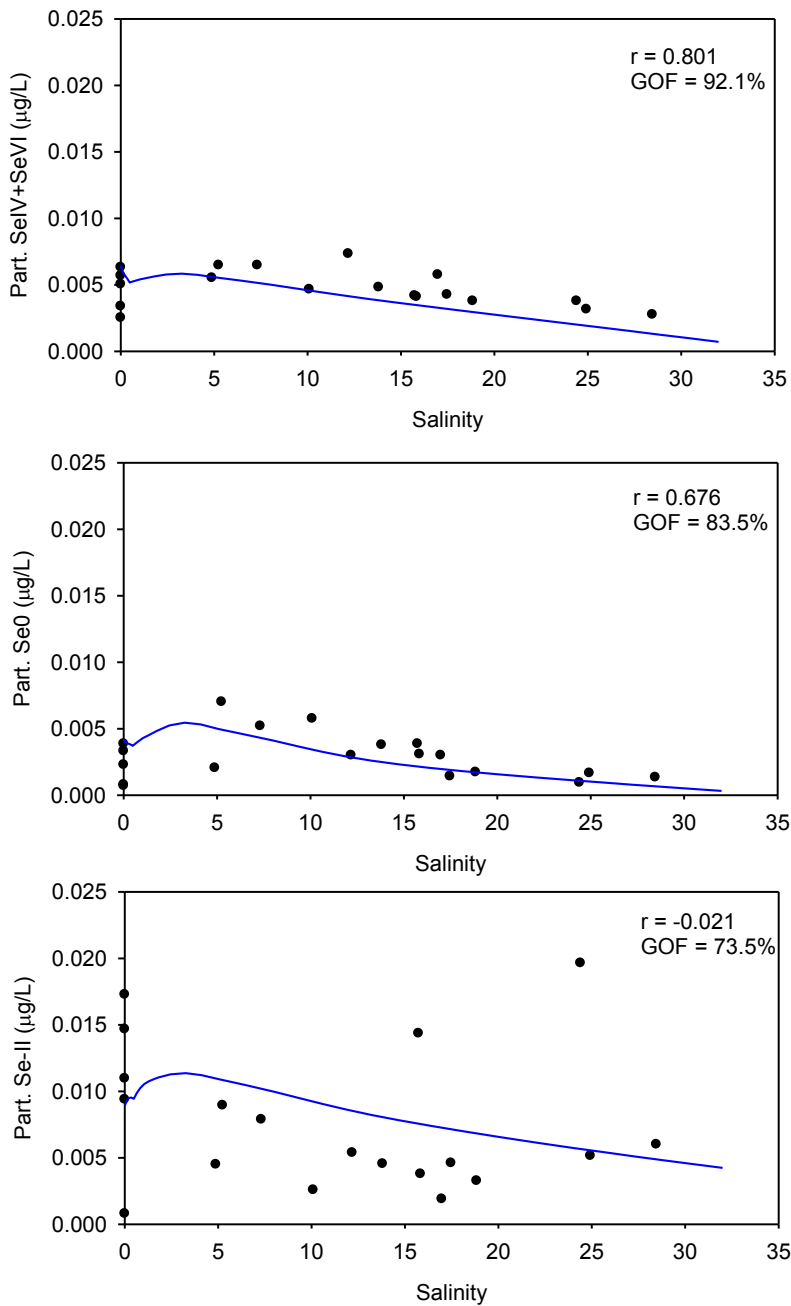 0.025
0.020
0.015
0.010
0.005
0.000
Part. SeIV+SeVI (µg/L)
r = 0.801
GOF = 92.1%
0 5 10 15 20 25 30 35
Salinity
0.025
0.020
0.015
0.010
0.005
0.000
Part. Se0 (µg/L)
r = 0.676
GOF = 83.5%
0 5 10 15 20 25 30 35
Salinity
0.025
0.020
0.015
0.010
0.005
0.000
Part. Se-II (µg/L)
r = -0.021
GOF = 73.5%
0 5 10 15 20 25 30 35
Salinity